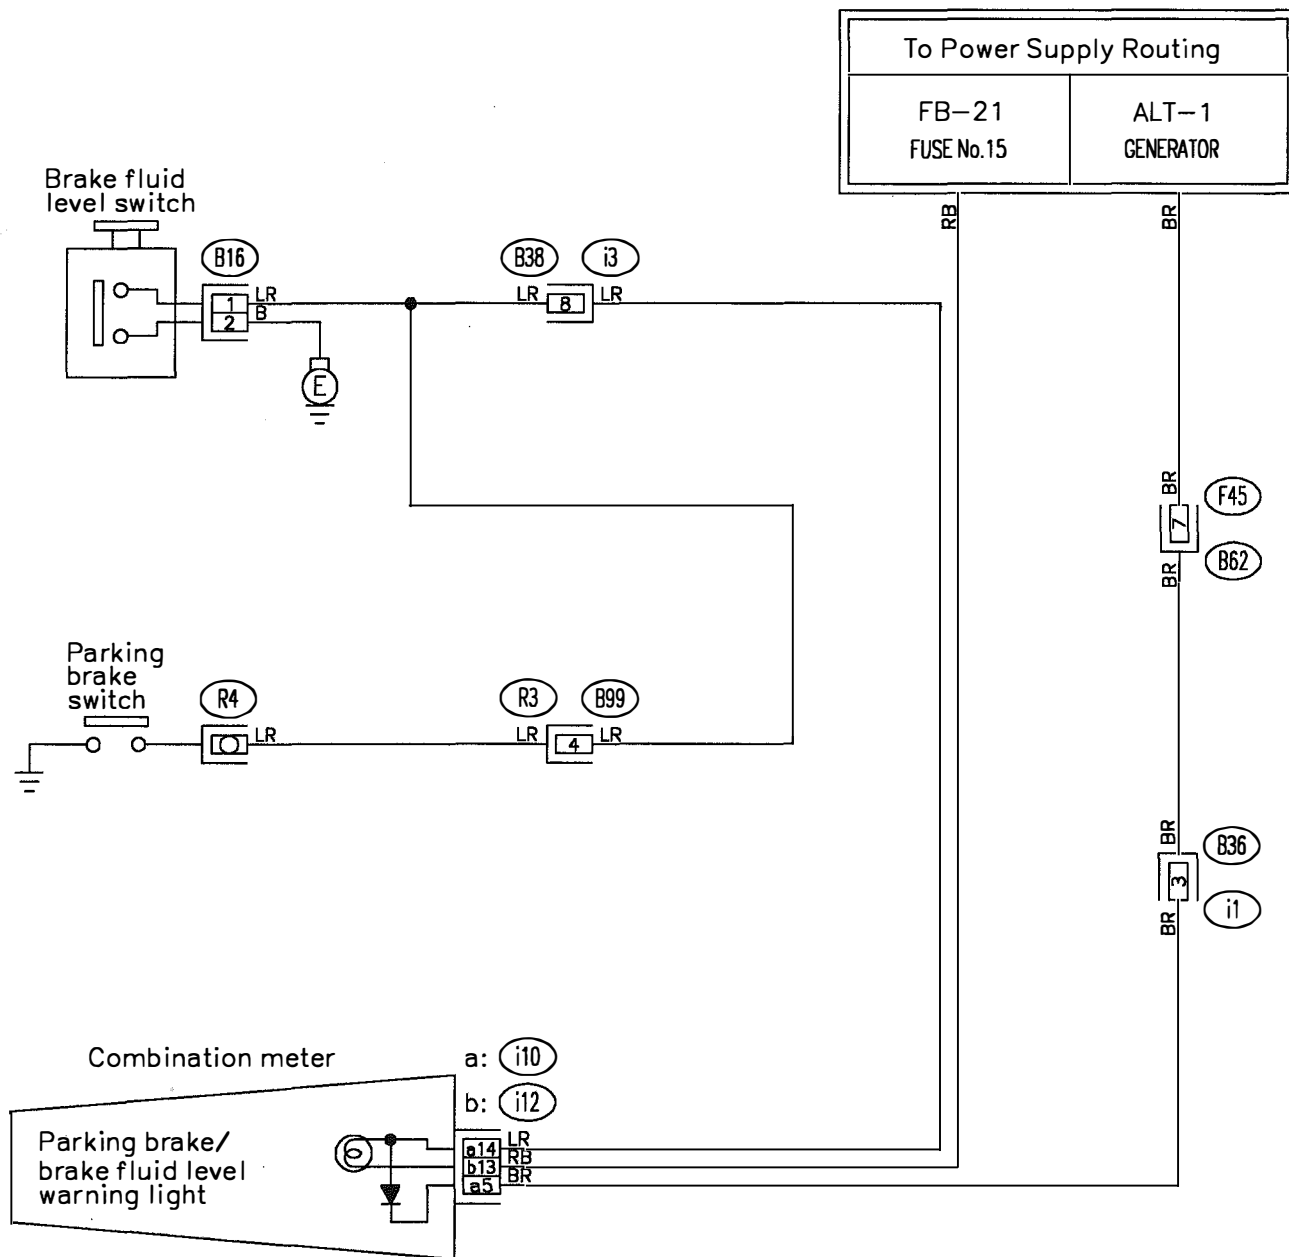 To Power Supply Routing
FB-21
FUSE No.15
ALT-1
GENERATOR
RB
BR
Brake fluid
level switch
B16
B38
i3
1
LR
2
B
LR
8
LR
E
BR
7
BR
F45
B62
Parking
brake
switch
R4
R3
B99
LR
LR
4
LR
BR
3
BR
B36
i1
Combination meter
a: i10
b: i12
Parking brake/
brake fluid level
warning light
a14 LR
b13 RB
a5 BR